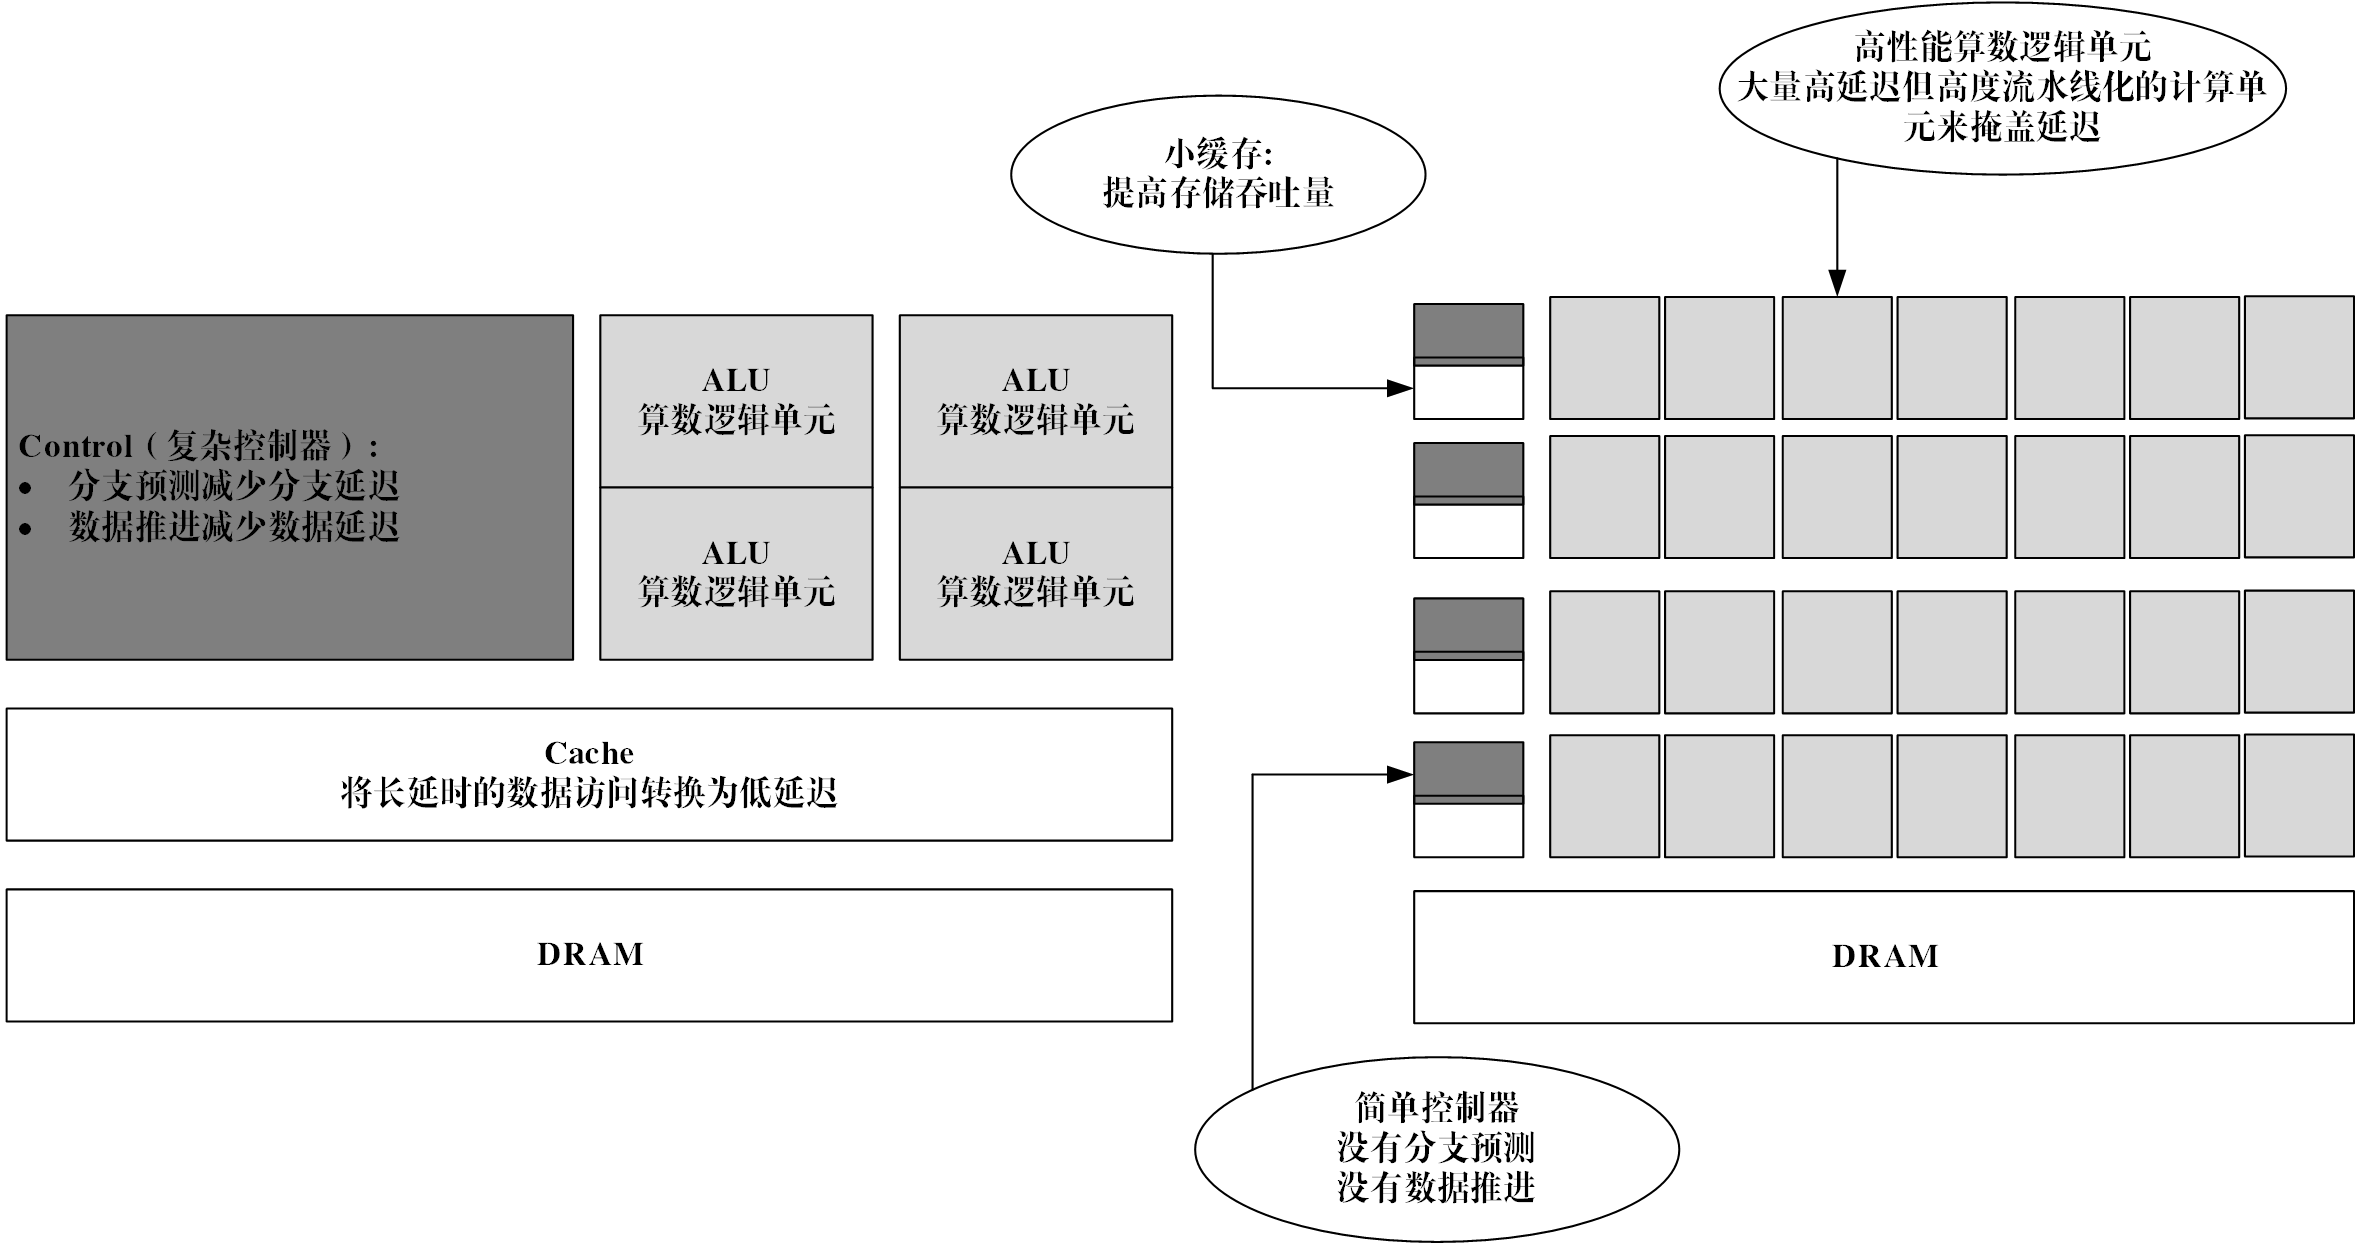 高性能算数逻辑单元
大量高延迟但高度流水线化的计算单
元来掩盖延迟
小缓存:
提高存储吞吐量
Control（复杂控制器）:
• 分支预测减少分支延迟
• 数据推进减少数据延迟
ALU
算数逻辑单元
ALU
算数逻辑单元
ALU
算数逻辑单元
ALU
算数逻辑单元
Cache
将长延时的数据访问转换为低延迟
DRAM
DRAM
简单控制器
没有分支预测
没有数据推进